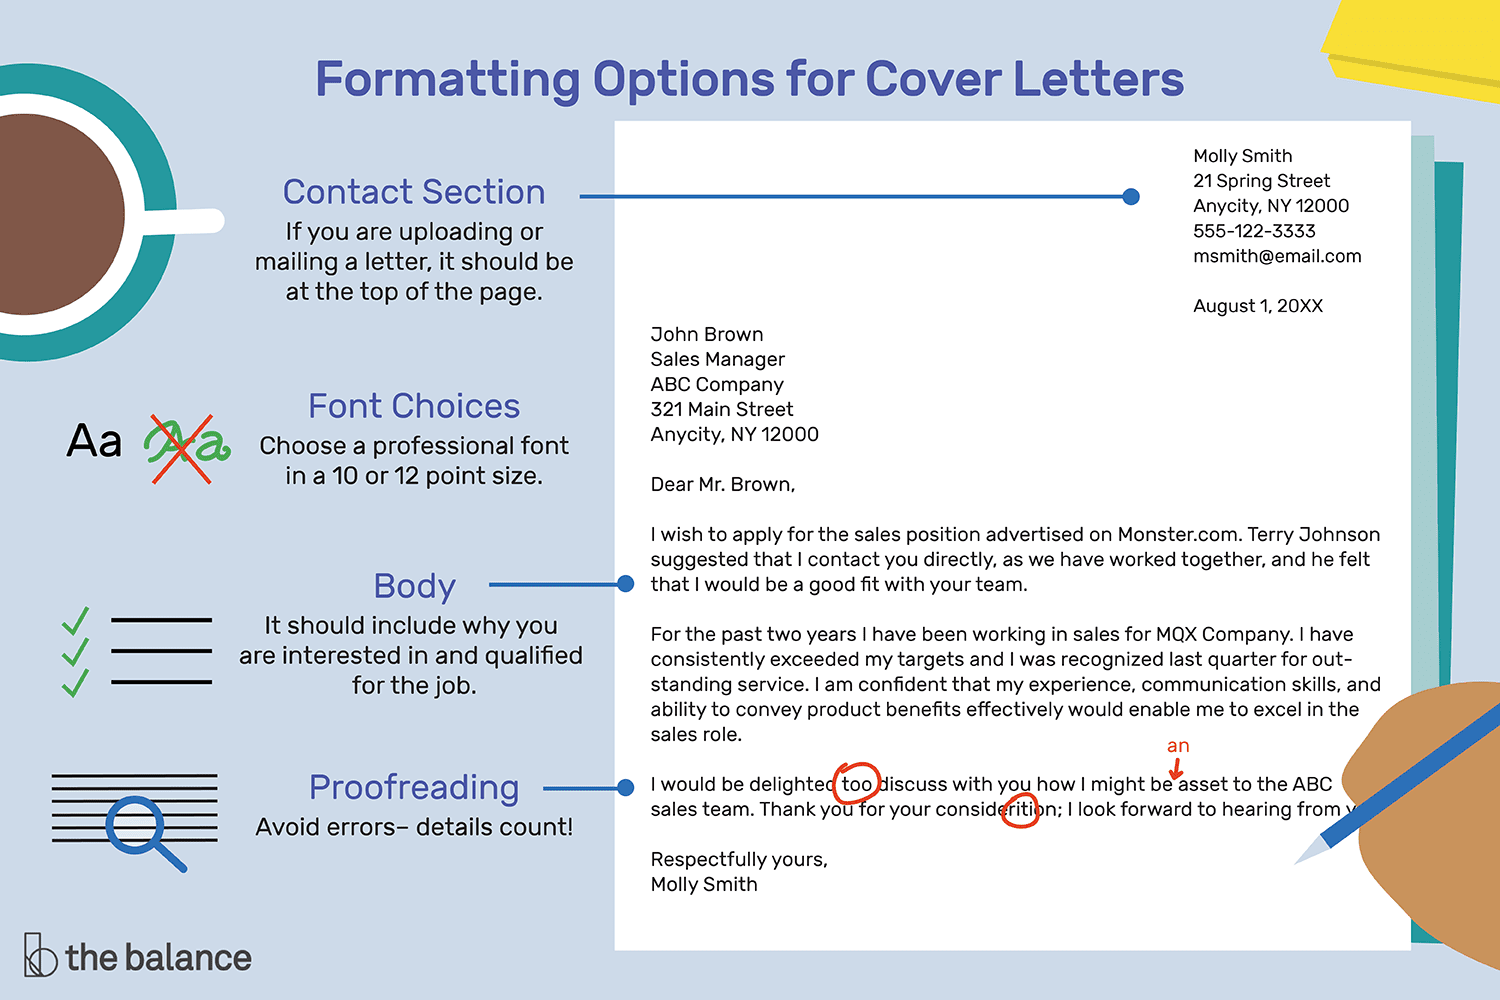 Formatting Options for Cover Letters
Contact Section
If you are uploading or
mailing a letter, it should be
at the top of the page.
Aa Aa
Font Choices
Choose a professional font
in a 10 or 12 point size.
Body
It should include why you
are interested in and qualified
for the job.
Proofreading
Avoid errors– details count!
the balance
Molly Smith
21 Spring Street
Anycity, NY 12000
555-122-3333
msmith@email.com
August 1, 20XX
John Brown
Sales Manager
ABC Company
321 Main Street
Anycity, NY 12000
Dear Mr. Brown,
I wish to apply for the sales position advertised on Monster.com. Terry Johnson
suggested that I contact you directly, as we have worked together, and he felt
that I would be a good fit with your team.
For the past two years I have been working in sales for MQX Company. I have
consistently exceeded my targets and I was recognized last quarter for out-
standing service. I am confident that my experience, communication skills, and
ability to convey product benefits effectively would enable me to excel in the
sales role.
an
I would be delighted too discuss with you how I might be asset to the ABC
sales team. Thank you for your considerition; I look forward to hearing from
Respectfully yours,
Molly Smith